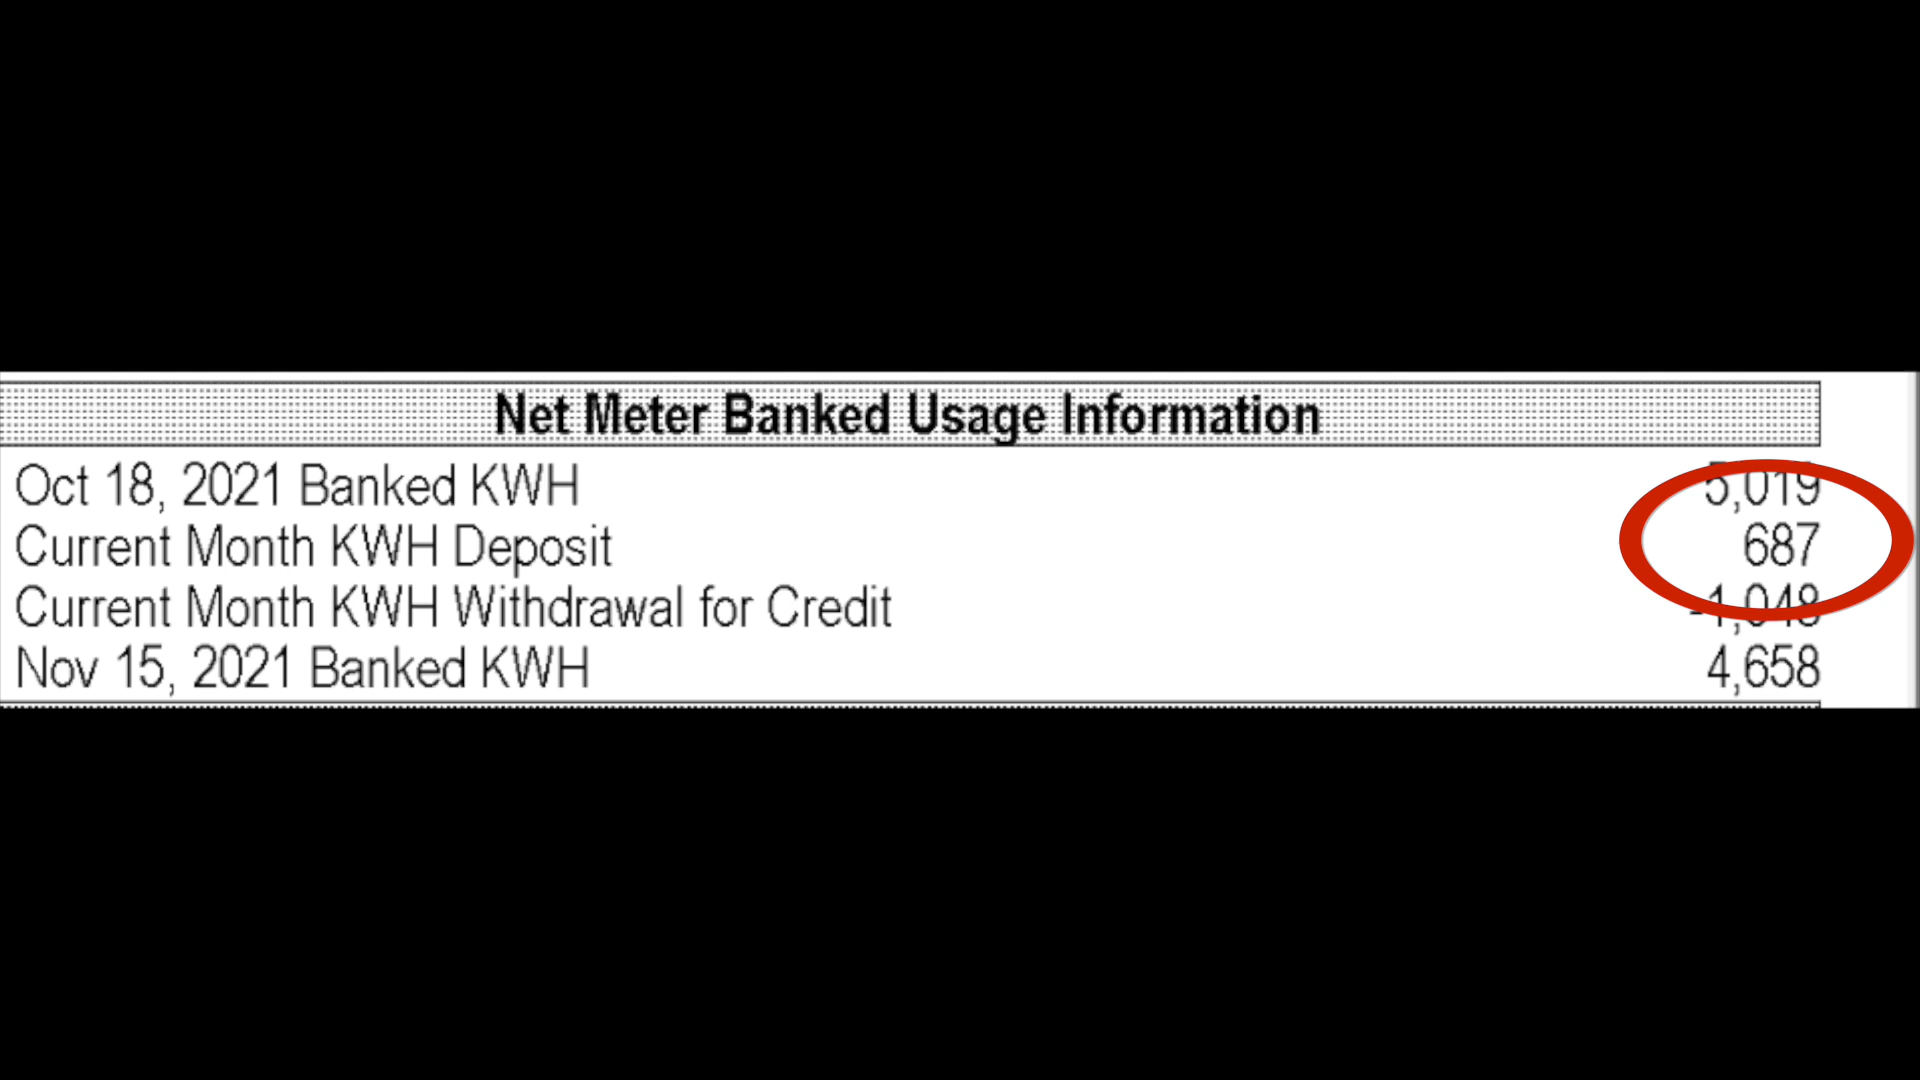 Net Meter Banked Usage Information
Oct 18, 2021 Banked KWH 5,019
Current Month KWH Deposit 687
Current Month KWH Withdrawal for Credit -1,048
Nov 15, 2021 Banked KWH 4,658